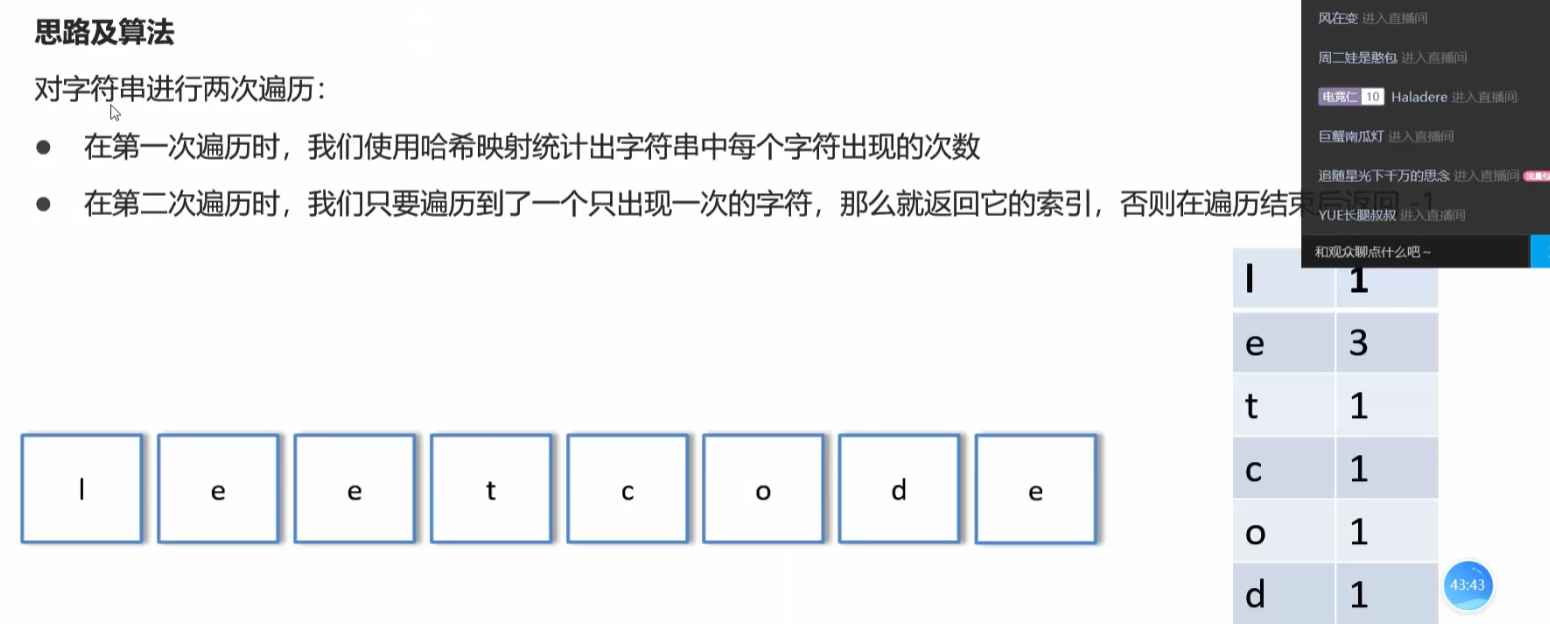 思路及算法
对字符串进行两次遍历：
● 在第一次遍历时，我们使用哈希映射统计出字符串中每个字符出现的次数
● 在第二次遍历时，我们只要遍历到了一个只出现一次的字符，那么就返回它的索引，否则在遍历结束后返回 -1
风在变 进入直播间
周二娃是憨包 进入直播间
电竞仁 10 Haladere 进入直播间
巨蟹南瓜灯 进入直播间
追随星光下千万的思念 进入直播间
YUE长腿叔叔 进入直播间
和观众聊点什么吧~
l 1
e 3
t 1
c 1
o 1
d 1
l e e t c o d e
43:43